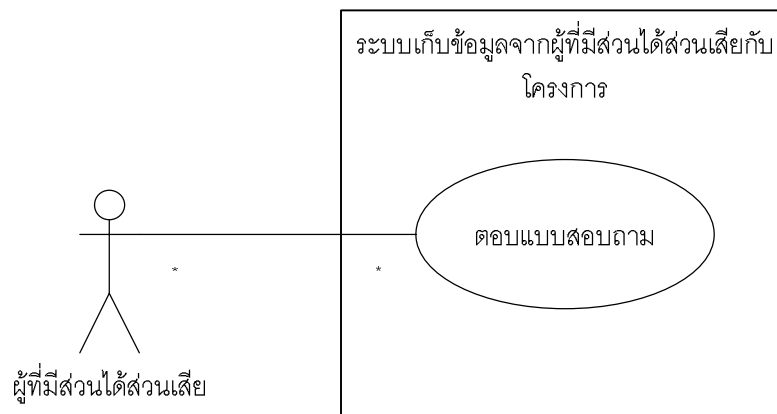 ระบบเก็บข้อมูลจากผู้ที่มีส่วนได้ส่วนเสียกับ
โครงการ
ตอบแบบสอบถาม
* *
ผู้ที่มีส่วนได้ส่วนเสีย